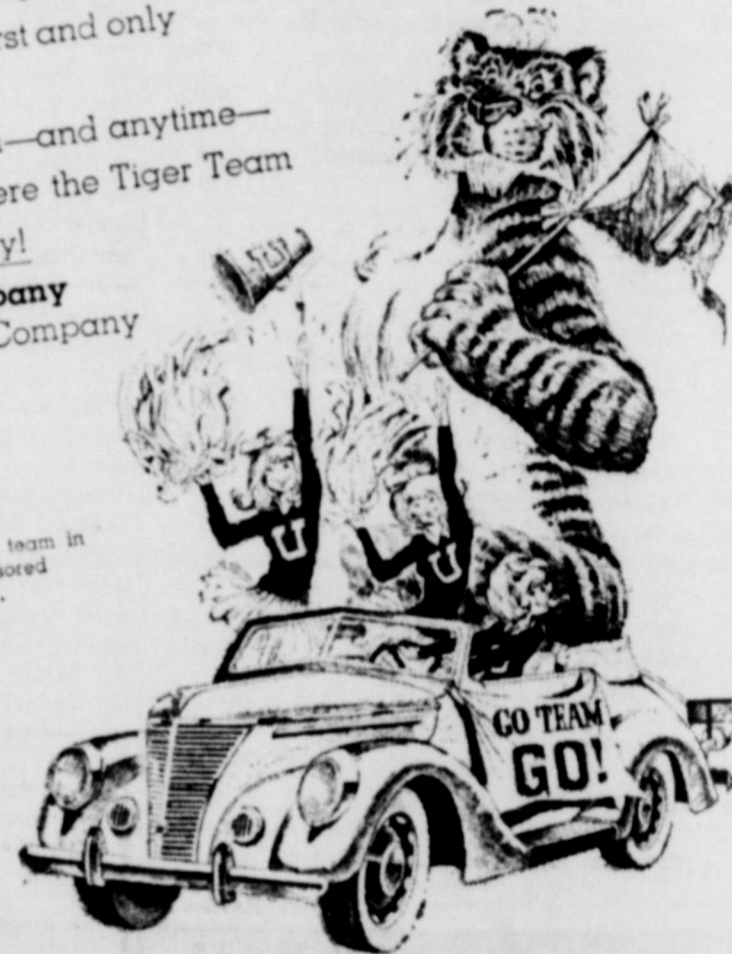 rst and only
—and anytime—
ere the Tiger Team
y!
pany
Company
team in
sored
U
U
GO TEAM
GO!